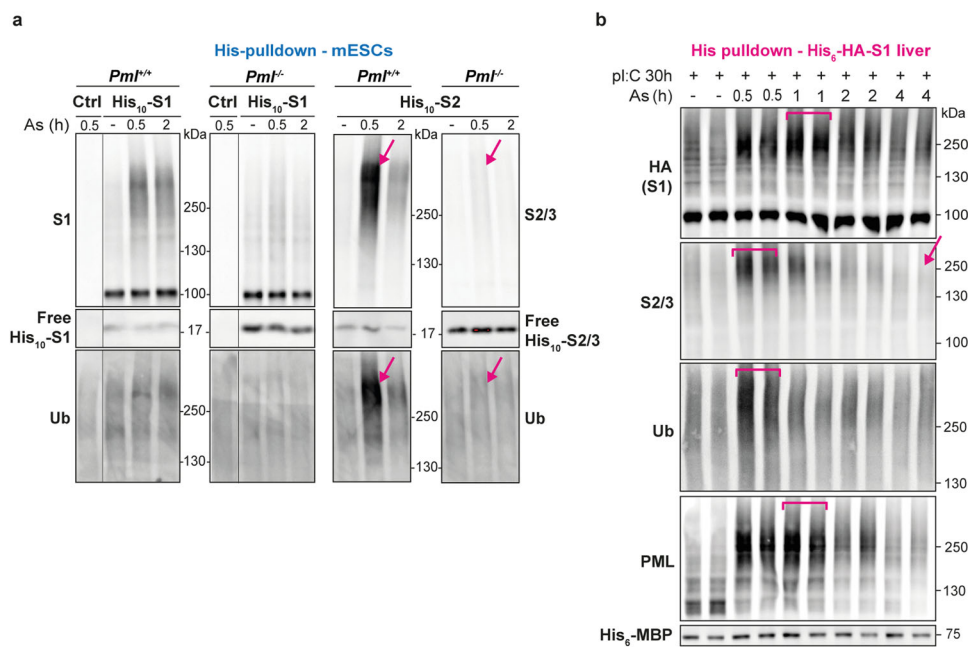 a
His-pulldown - mESCs
Pml+/+ Pml-/- Pml+/+ Pml-/-
Ctrl His10-S1 Ctrl His10-S1 His10-S2
As (h) 0.5 - 0.5 2 kDa 0.5 - 0.5 2 - 0.5 2 kDa - 0.5 2
S1
250
130
100
250
130
S2/3
Free His10-S1
17
17
Free His10-S2/3
Ub
250
130
250
130
Ub
b
His pulldown - His6-HA-S1 liver
pI:C 30h + + + + + + + + + +
As (h) - - 0.5 0.5 1 1 2 2 4 4
kDa
HA (S1)
250
130
100
S2/3
250
130
100
Ub
250
130
PML
250
130
His6-MBP
75